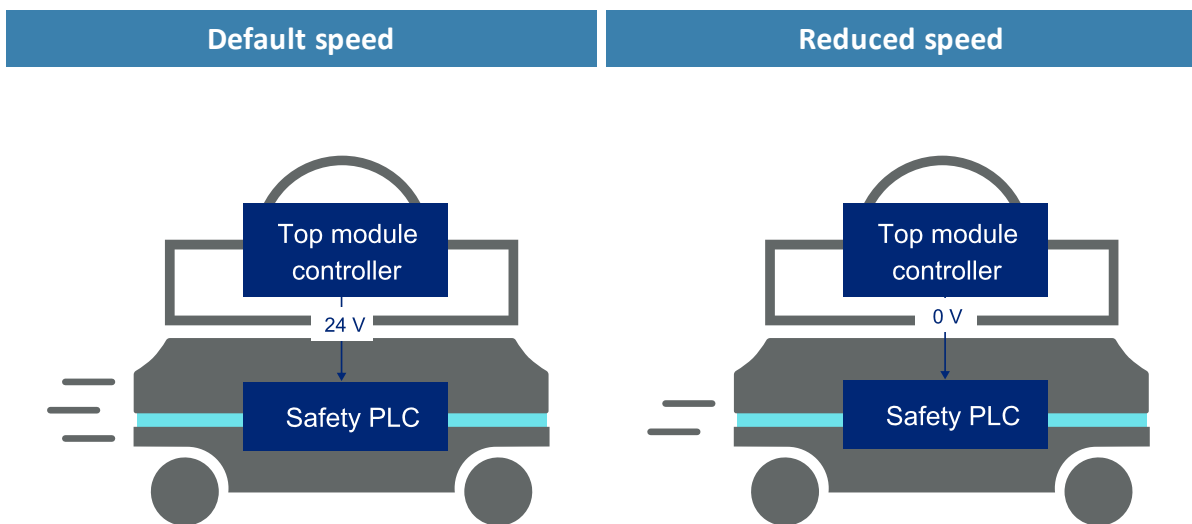 Default speed
Reduced speed
Top module
controller
24 V
Safety PLC
Top module
controller
0 V
Safety PLC